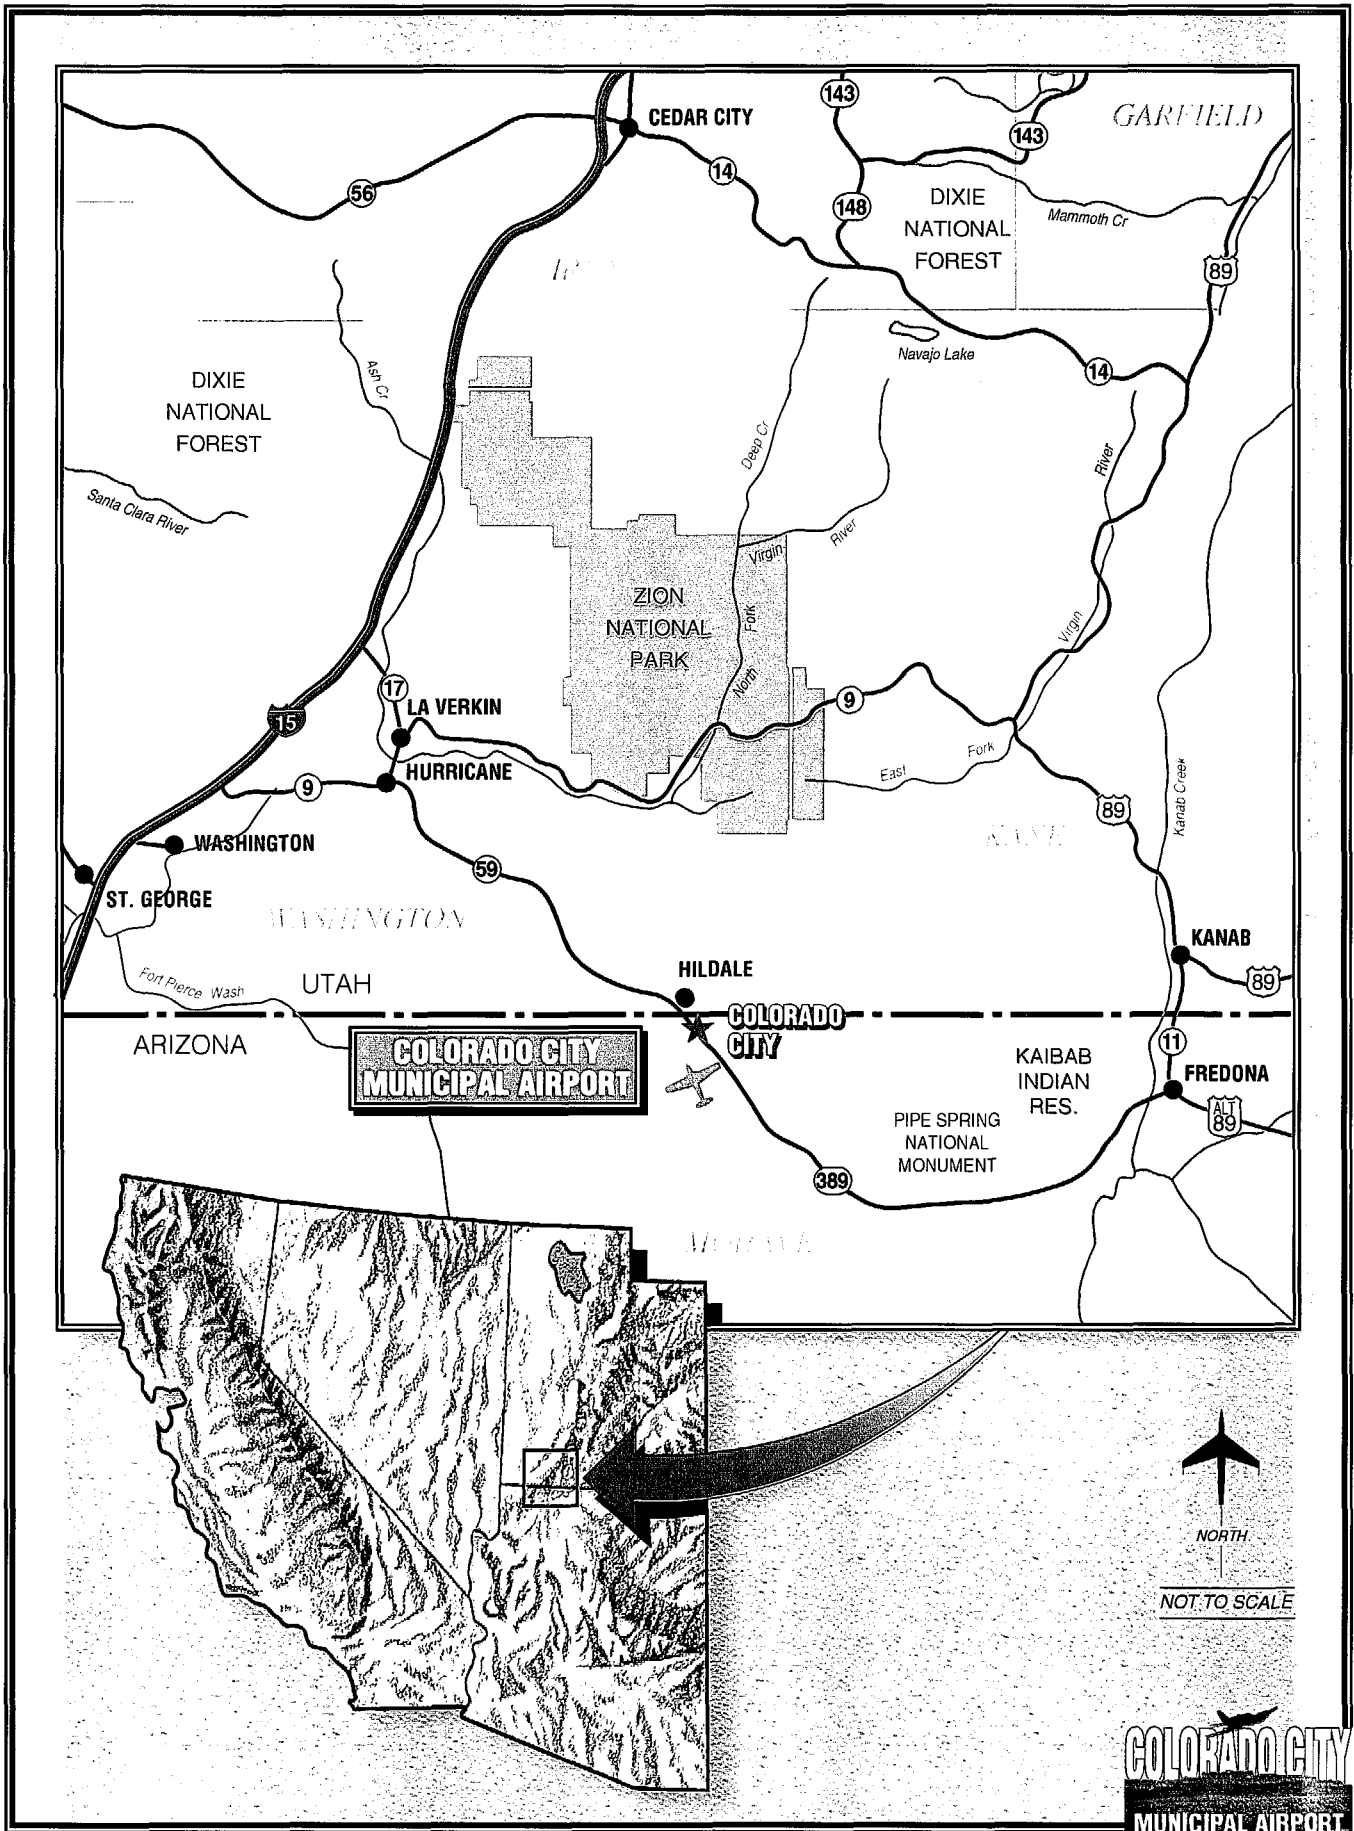 CEDAR CITY
143
143
GARFIELD
56
14
148
DIXIE
NATIONAL
FOREST
Mammoth Cr
89
Navajo Lake
14
DIXIE
NATIONAL
FOREST
Ash Cr
Deep Cr
River
Santa Clara River
Virgin
River
ZION
NATIONAL
PARK
Fork
North
Virgin
17
LA VERKIN
9
15
HURRICANE
9
East
Fork
Kanab Creek
89
KANE
WASHINGTON
59
ST. GEORGE
WASHINGTON
KANAB
HILDALE
89
Fort Pierce Wash
UTAH
COLORADO
CITY
ARIZONA
COLORADO CITY
MUNICIPAL AIRPORT
11
KAIBAB
INDIAN
RES.
FREDONA
ALT
89
PIPE SPRING
NATIONAL
MONUMENT
389
NORTH
NOT TO SCALE
COLORADO CITY
MUNICIPAL AIRPORT